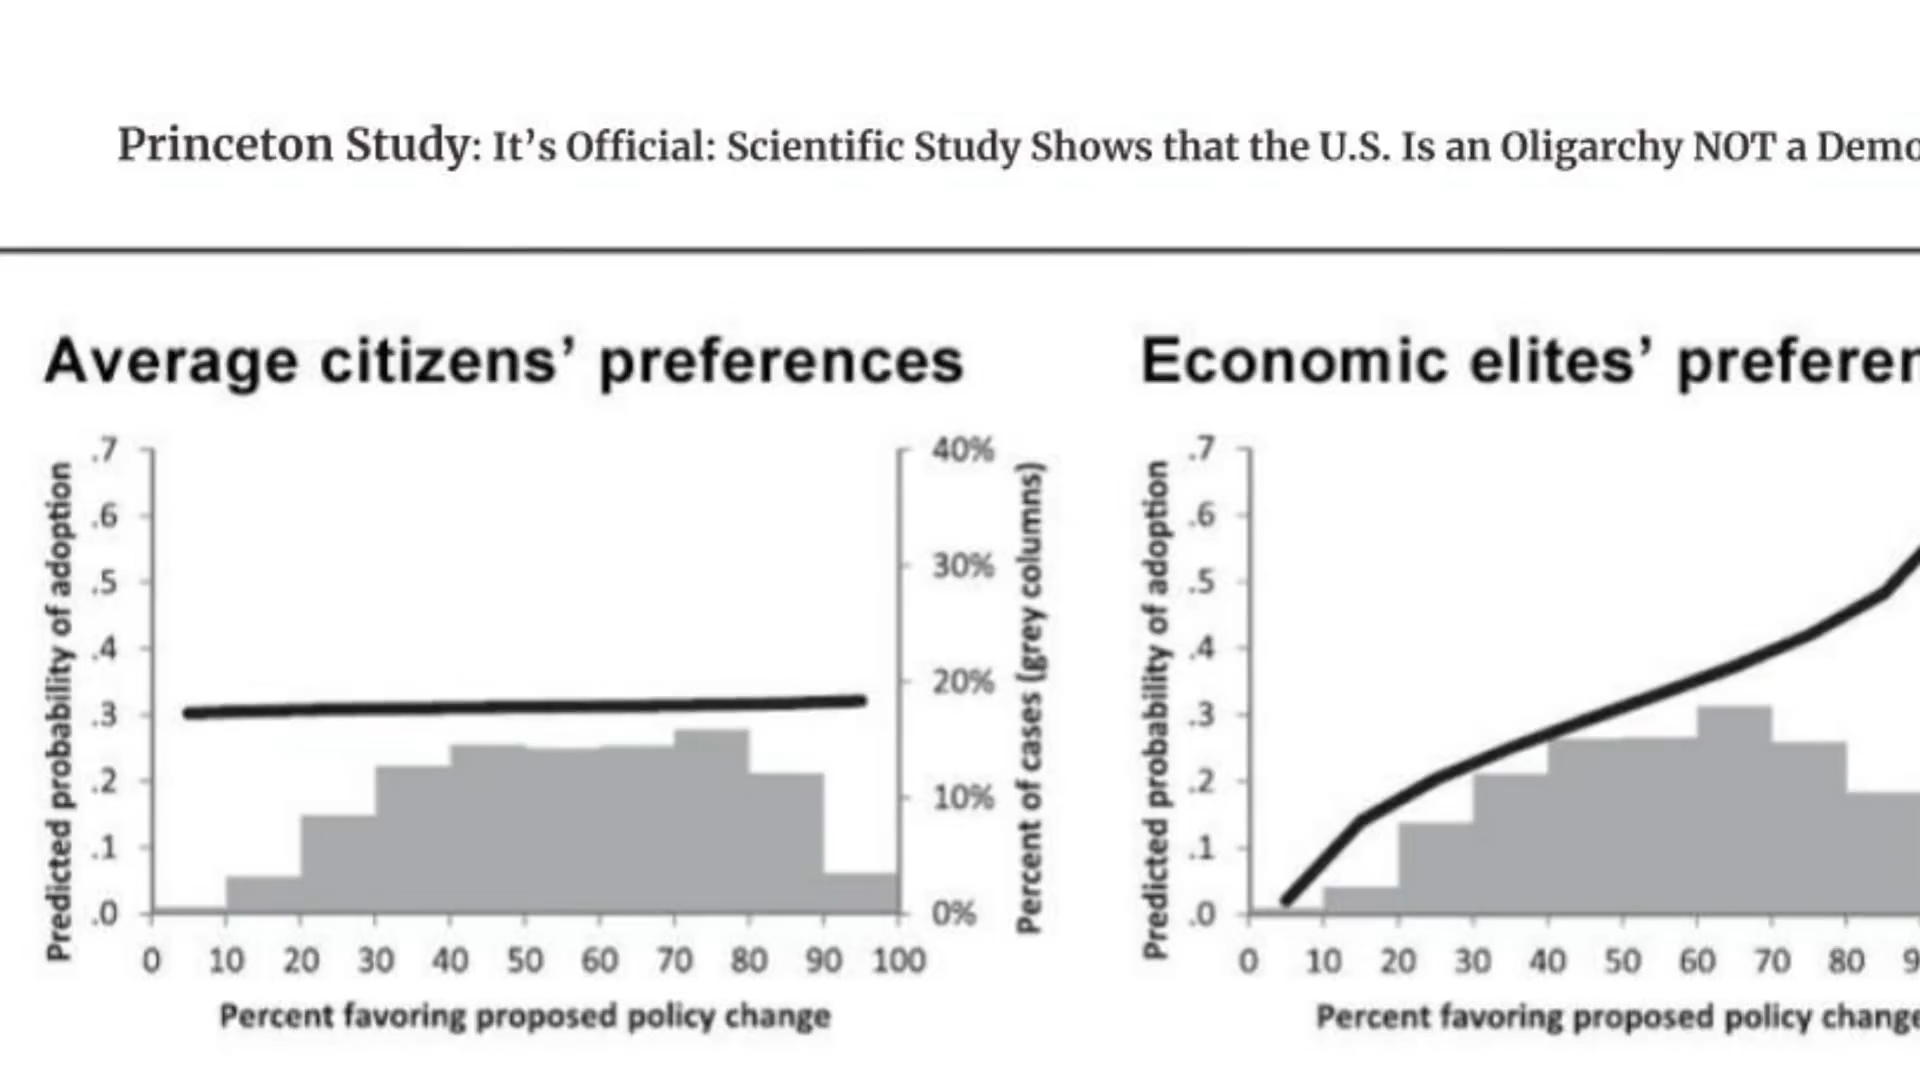 Princeton Study: It's Official: Scientific Study Shows that the U.S. Is an Oligarchy NOT a Demo
Average citizens' preferences
Predicted probability of adoption
.7
.6
.5
.4
.3
.2
.1
.0
40%
30%
20%
10%
0%
Percent of cases (grey columns)
0 10 20 30 40 50 60 70 80 90 100
Percent favoring proposed policy change
Economic elites' preferen
Predicted probability of adoption
.7
.6
.5
.4
.3
.2
.1
.0
0 10 20 30 40 50 60 70 80 9
Percent favoring proposed policy change